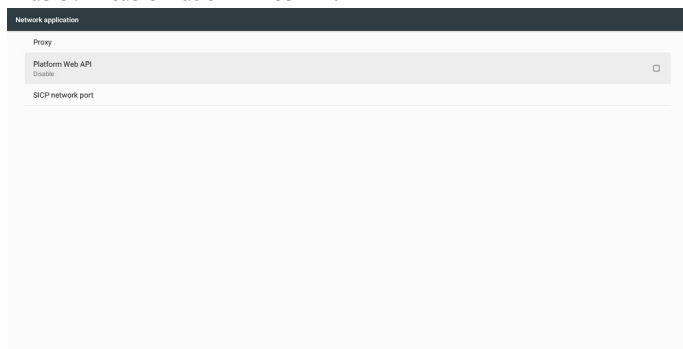 Network application
Proxy
Platform Web API
Disable
SICP network port